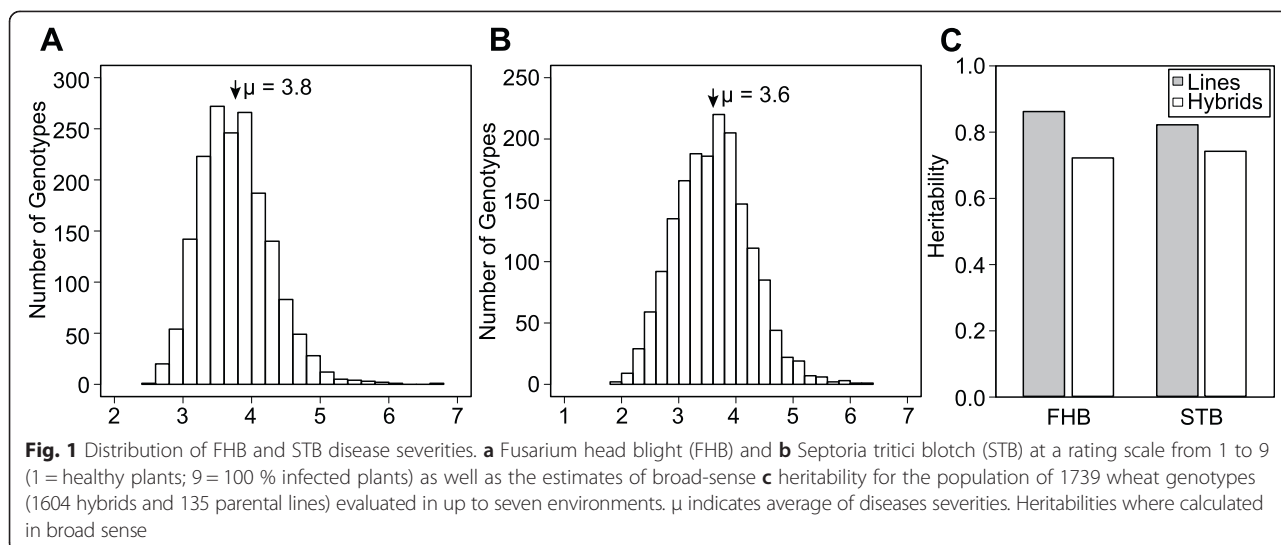 A
B
C
Number of Genotypes
300
250
200
150
100
50
0
μ = 3.8
2 3 4 5 6 7
Number of Genotypes
250
200
150
100
50
0
μ = 3.6
1 2 3 4 5 6 7
Heritability
1.0
0.8
0.6
0.4
0.2
0.0
Lines
Hybrids
FHB STB
Fig. 1 Distribution of FHB and STB disease severities. a Fusarium head blight (FHB) and b Septoria tritici blotch (STB) at a rating scale from 1 to 9
(1 = healthy plants; 9 = 100 % infected plants) as well as the estimates of broad-sense c heritability for the population of 1739 wheat genotypes
(1604 hybrids and 135 parental lines) evaluated in up to seven environments. μ indicates average of diseases severities. Heritabilities where calculated
in broad sense